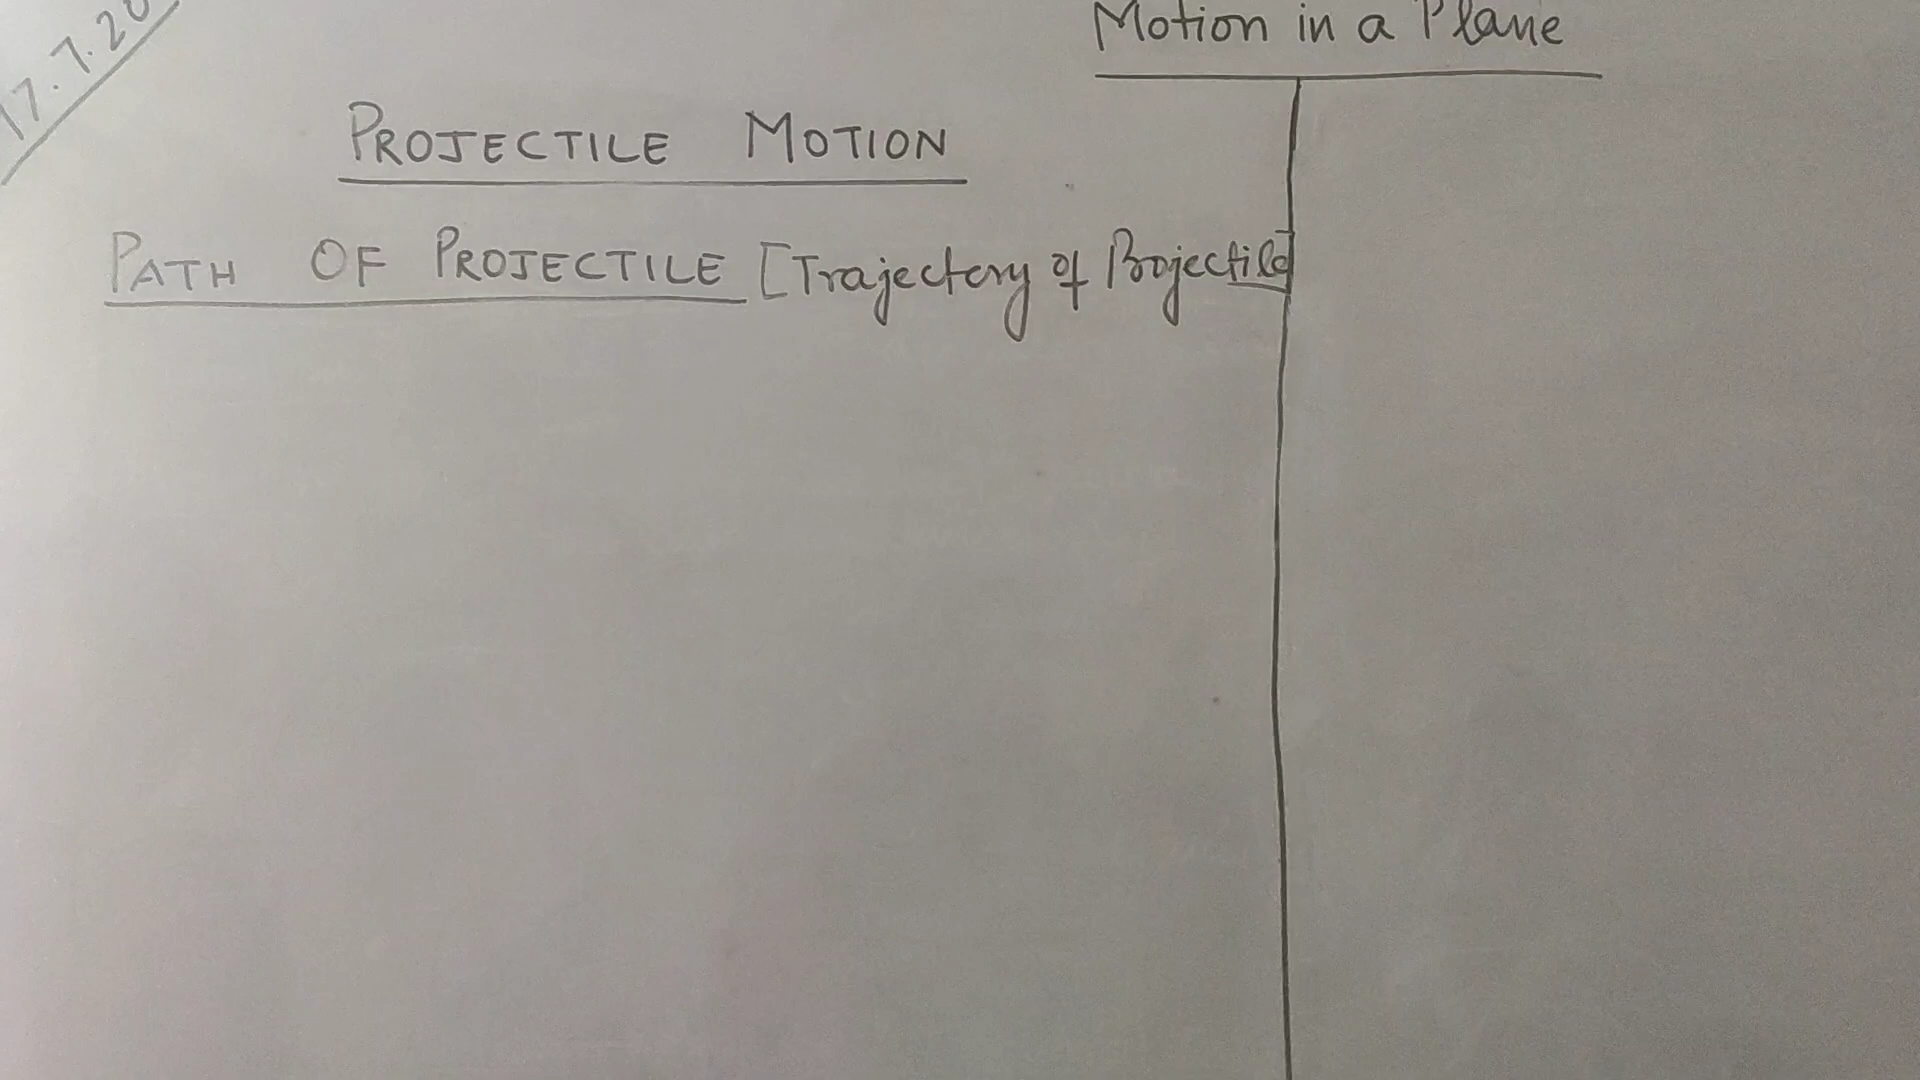 17.7.20
Motion in a Plane
PROJECTILE MOTION
PATH OF PROJECTILE [Trajectory of Projectile]